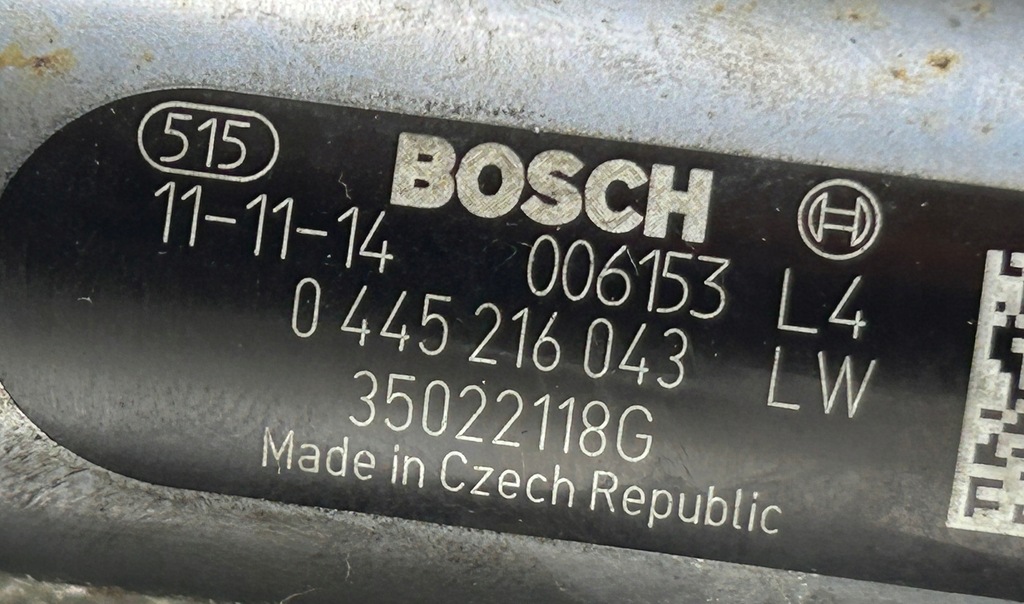 515
BOSCH
11-11-14
006153 L4
0 445 216 043 LW
35022118G
Made in Czech Republic